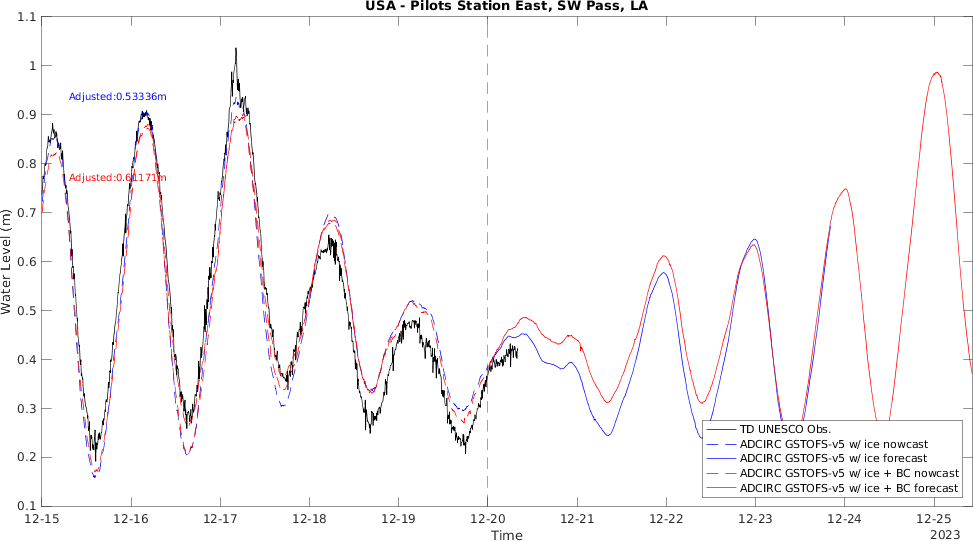 USA - Pilots Station East, SW Pass, LA
1.1
1
0.9
0.8
0.7
0.6
0.5
0.4
0.3
0.2
0.1
Water Level (m)
Adjusted:0.53336m
Adjusted:0.61171m
TD UNESCO Obs.
ADCIRC GSTOFS-v5 w/ ice nowcast
ADCIRC GSTOFS-v5 w/ ice forecast
ADCIRC GSTOFS-v5 w/ ice + BC nowcast
ADCIRC GSTOFS-v5 w/ ice + BC forecast
12-15 12-16 12-17 12-18 12-19 12-20 12-21 12-22 12-23 12-24 12-25
Time
2023